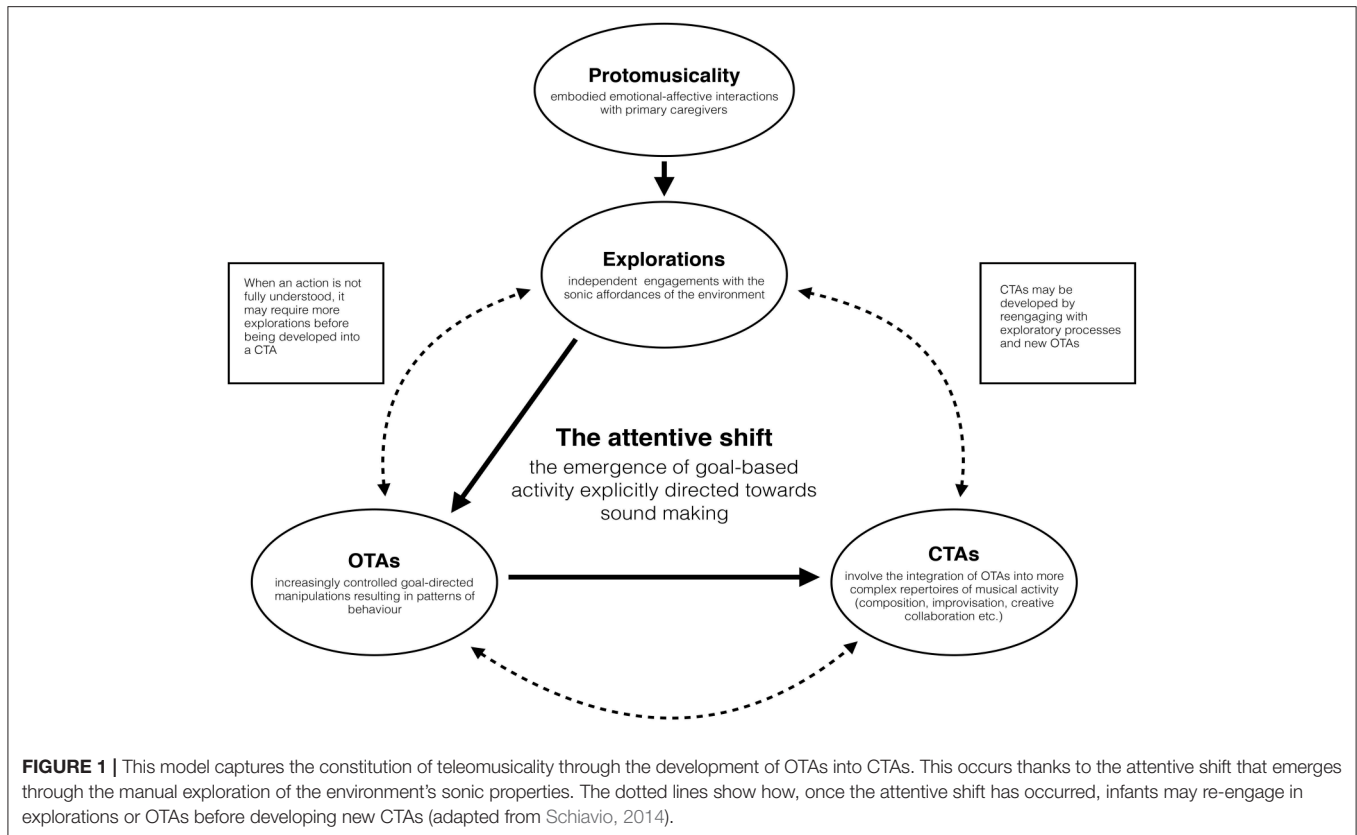 Protomusicality
embodied emotional-affective interactions
with primary caregivers
Explorations
independent engagements with the
sonic affordances of the environment
When an action is not
fully understood, it
may require more
explorations before
being developed into
a CTA
CTAs may be
developed by
reengaging with
exploratory processes
and new OTAs
The attentive shift
the emergence of goal-based
activity explicitly directed towards
sound making
OTAs
increasingly controlled goal-directed
manipulations resulting in patterns of
behaviour
CTAs
involve the integration of OTAs into more
complex repertoires of musical activity
(composition, improvisation, creative
collaboration etc.)
FIGURE 1 | This model captures the constitution of teleomusicality through the development of OTAs into CTAs. This occurs thanks to the attentive shift that emerges
through the manual exploration of the environment's sonic properties. The dotted lines show how, once the attentive shift has occurred, infants may re-engage in
explorations or OTAs before developing new CTAs (adapted from Schiavio, 2014).